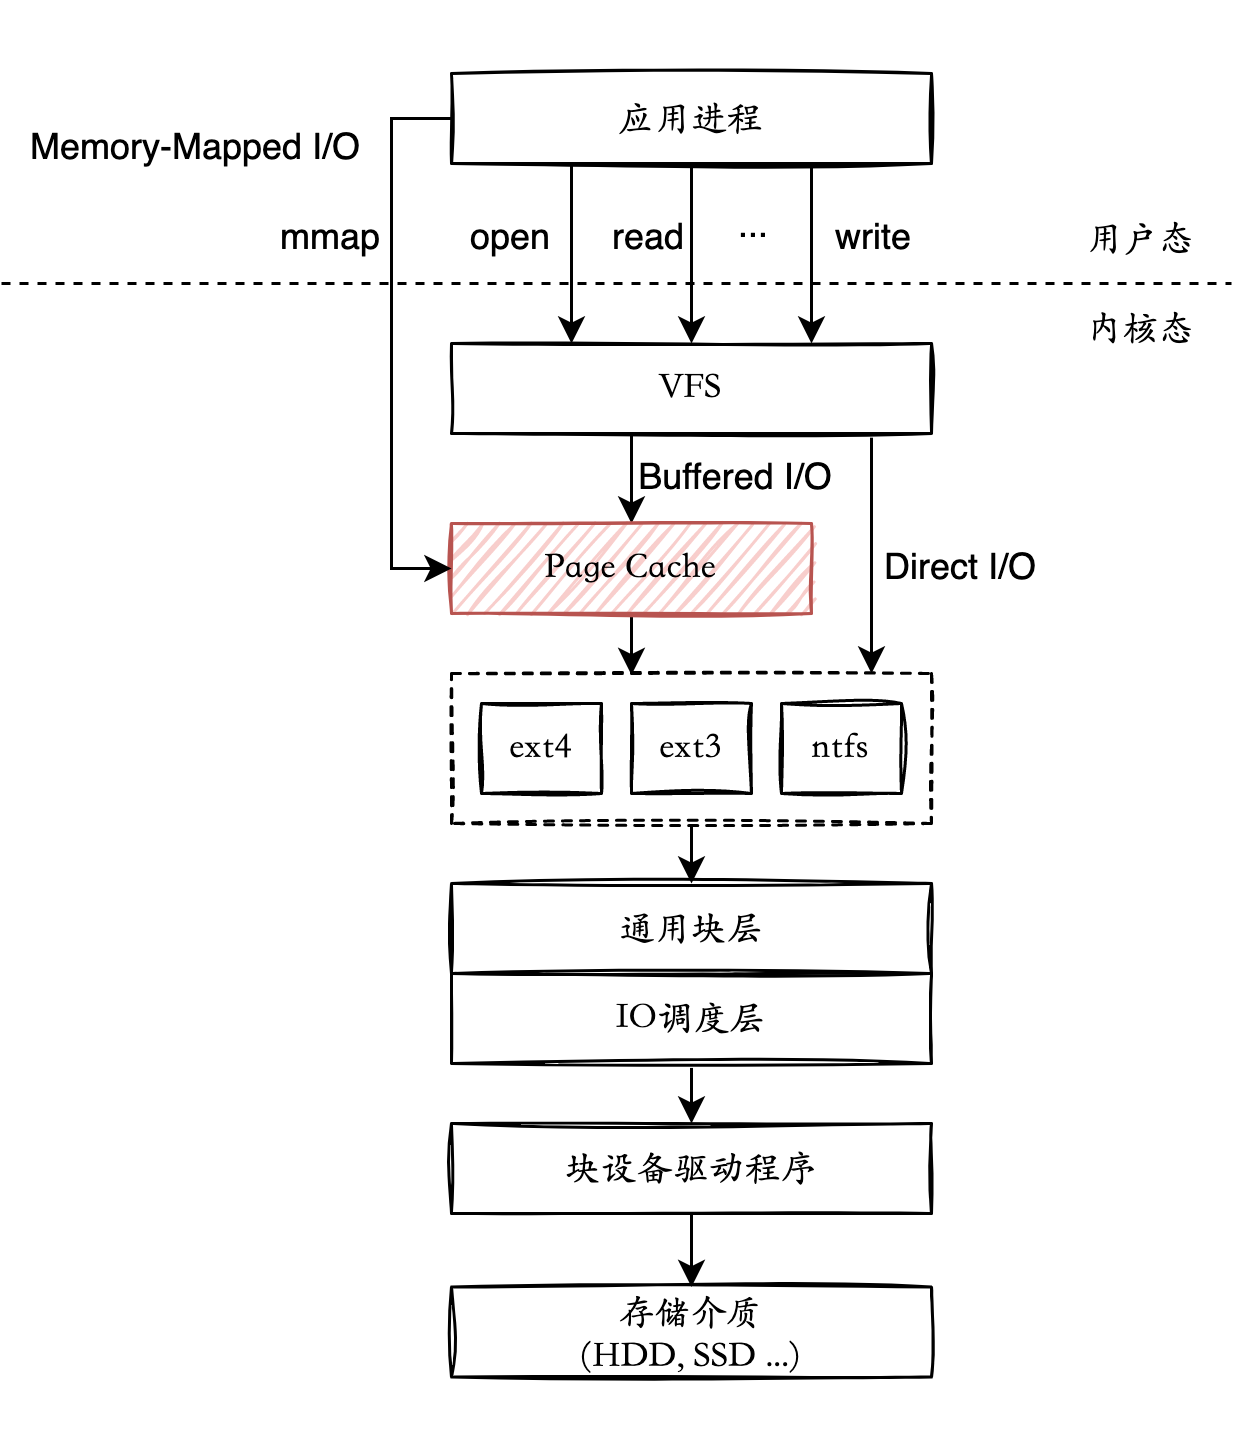 应用进程
Memory-Mapped I/O
mmap
open
read
...
write
用户态
内核态
VFS
Buffered I/O
Page Cache
Direct I/O
ext4
ext3
ntfs
通用块层
IO调度层
块设备驱动程序
存储介质
(HDD, SSD ...)